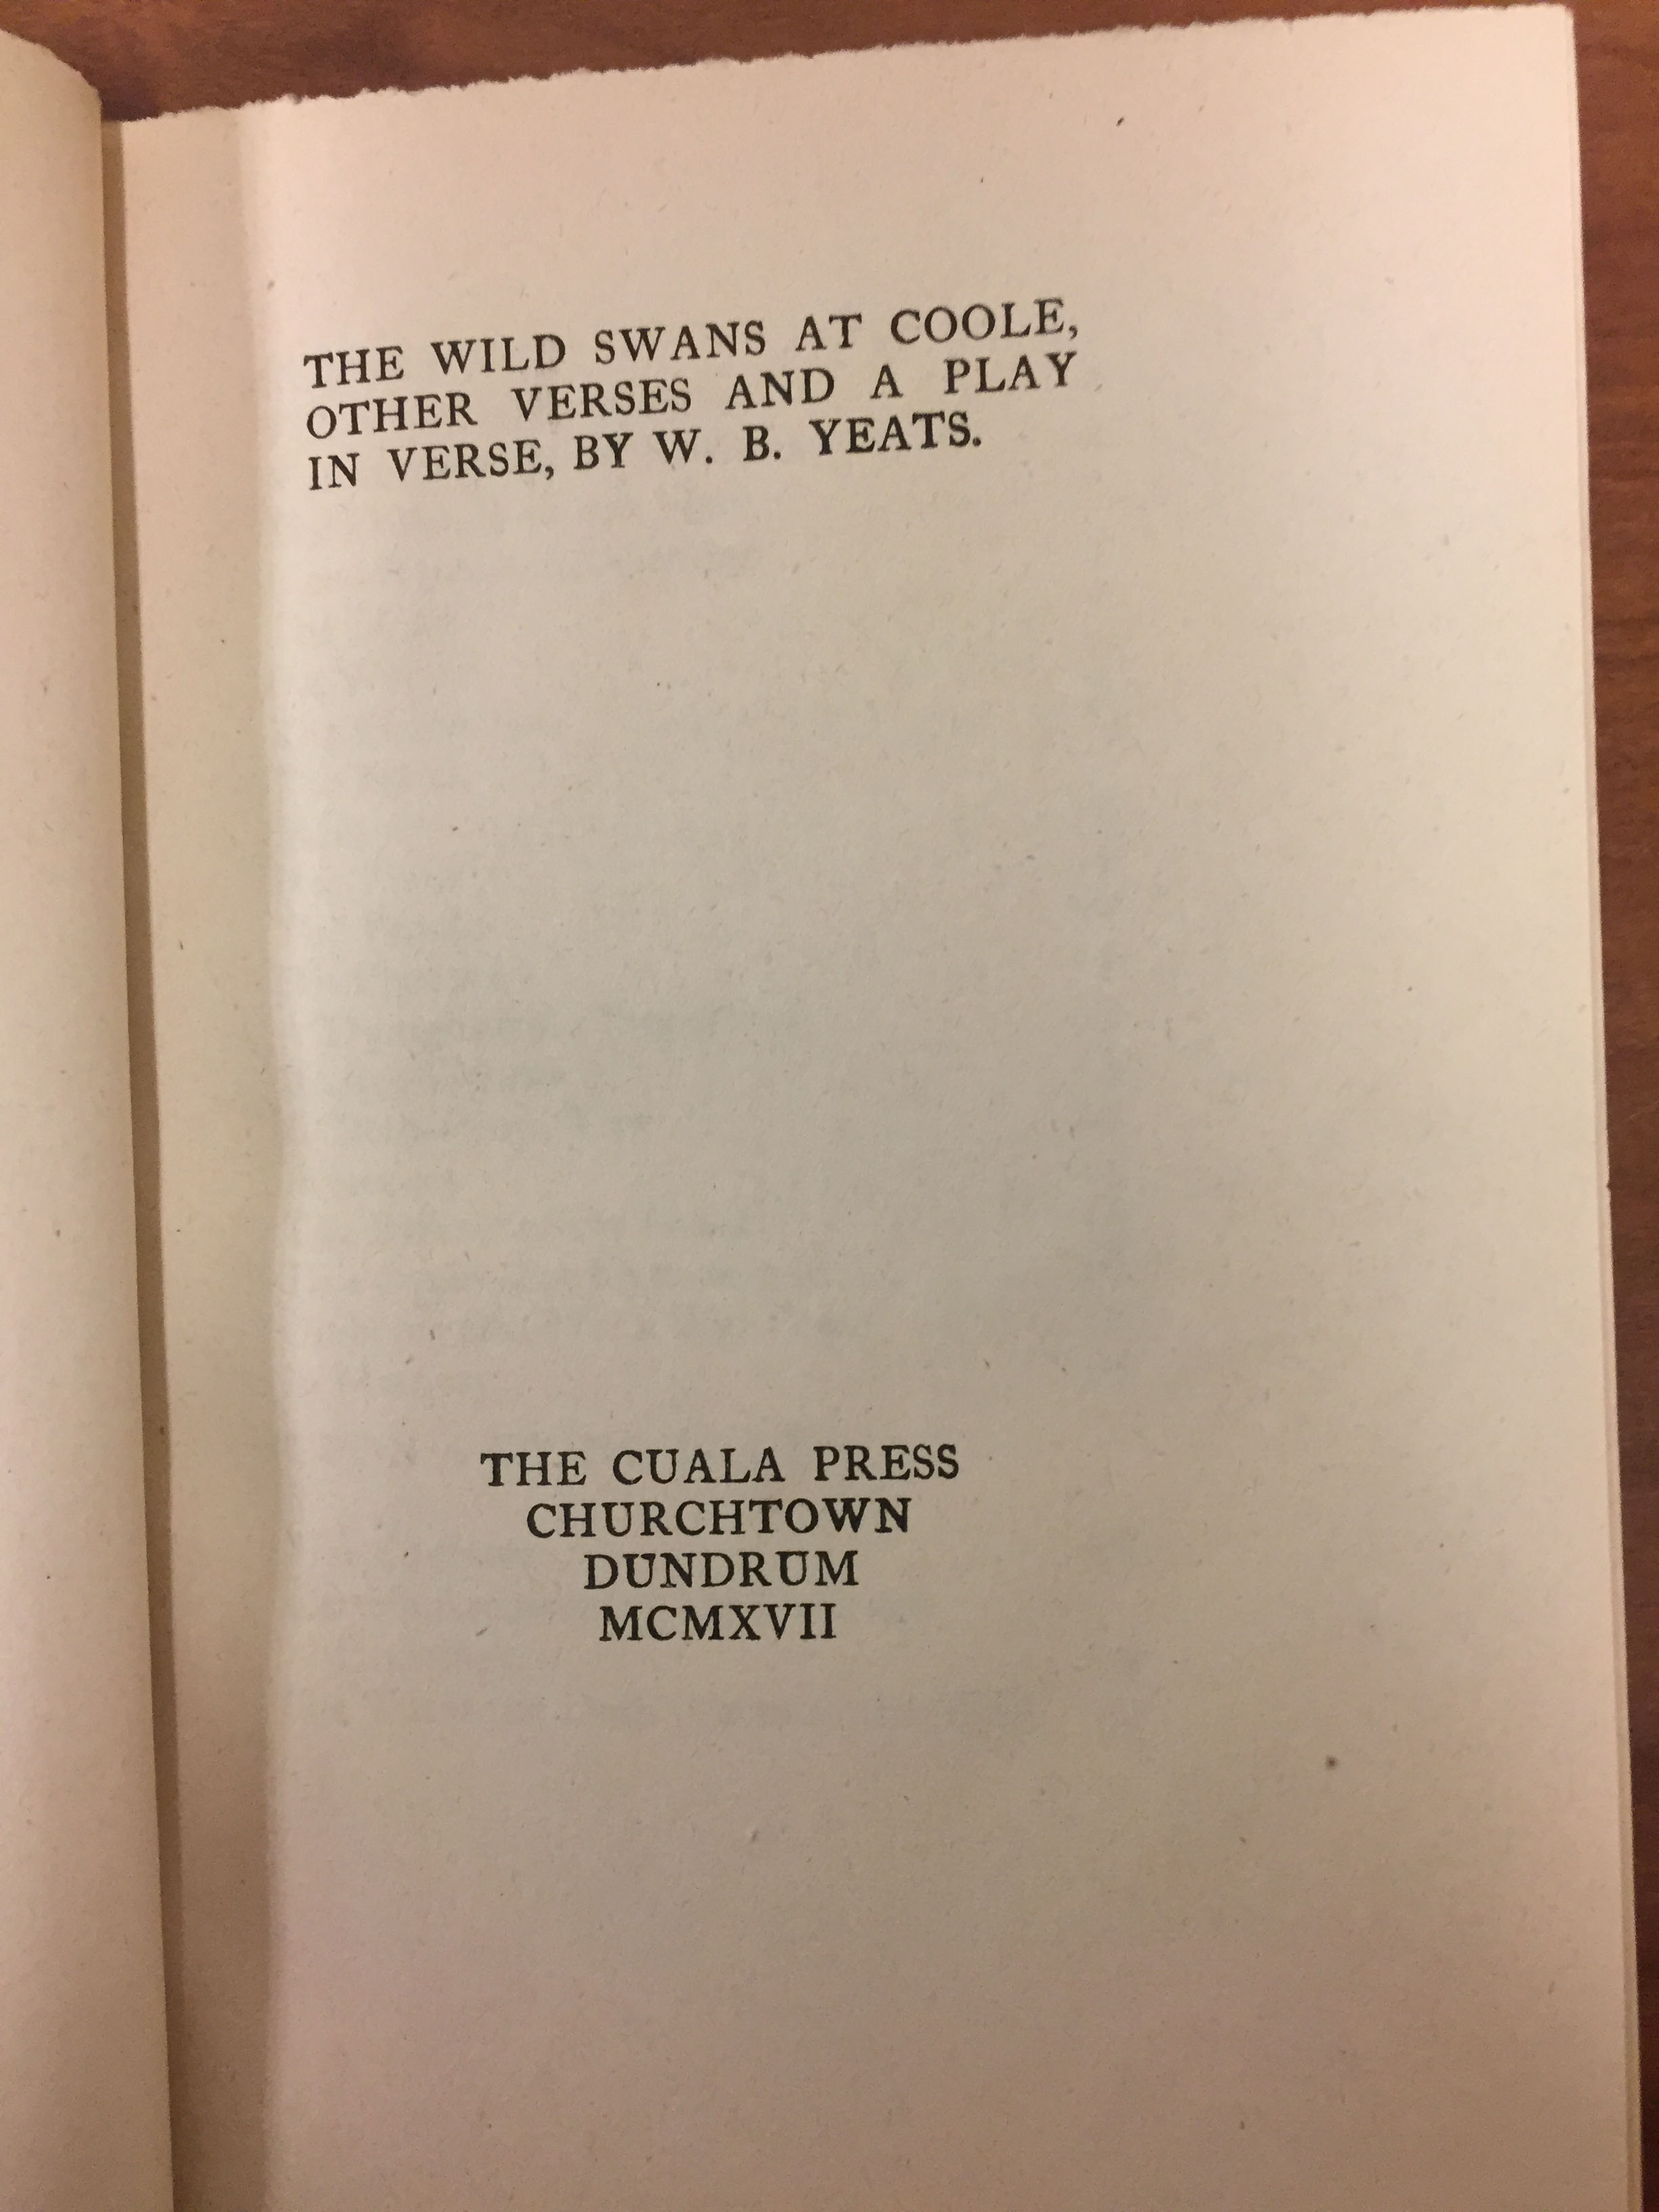 THE WILD SWANS AT COOLE,
OTHER VERSES AND A PLAY
IN VERSE, BY W. B. YEATS.
THE CUALA PRESS
CHURCHTOWN
DUNDRUM
MCMXVII